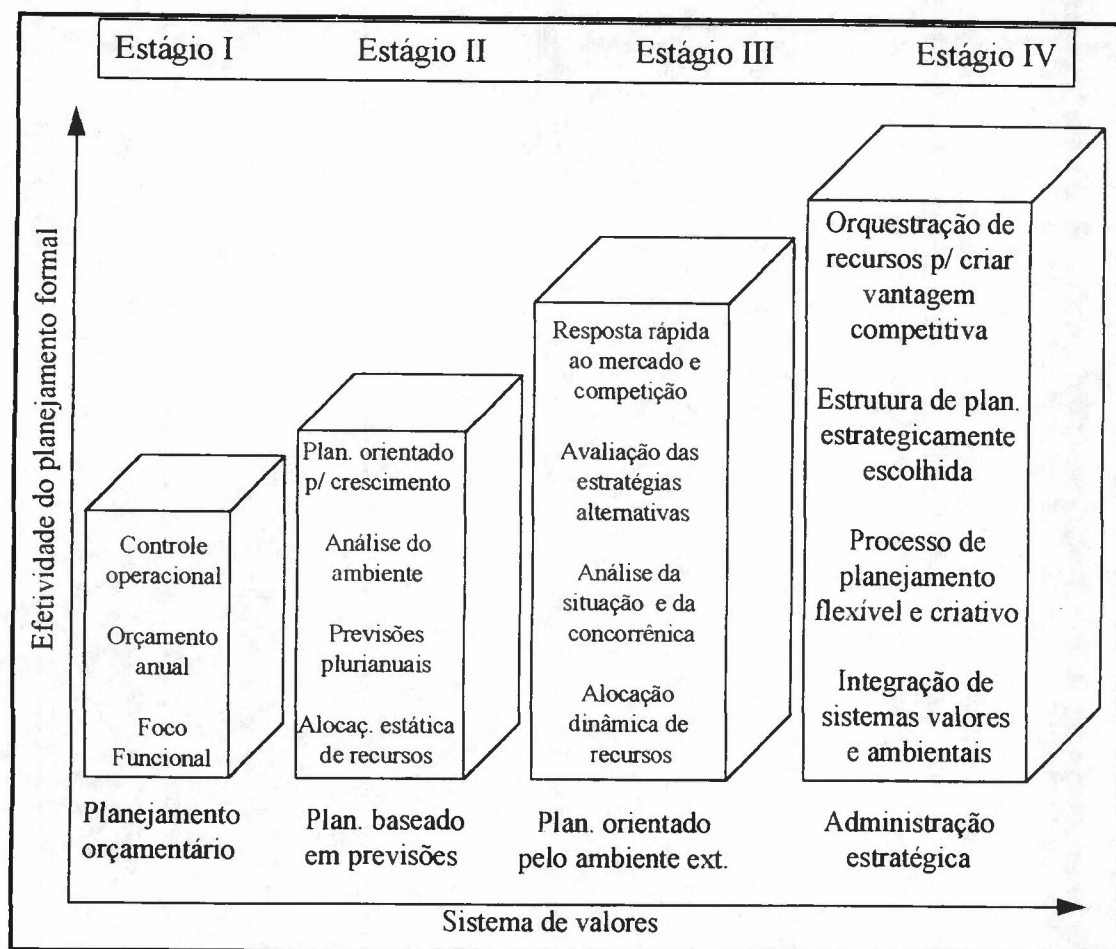 Estágio I Estágio II Estágio III Estágio IV
Efetividade do planejamento formal
Controle
operacional
Orçamento
anual
Foco
Funcional
Planejamento
orçamentário
Plan. orientado
p/ crescimento
Análise do
ambiente
Previsões
plurianuais
Alocaç. estática
de recursos
Plan. baseado
em previsões
Resposta rápida
ao mercado e
competição
Avaliação das
estratégias
alternativas
Análise da
situação e da
concorrênica
Alocação
dinâmica de
recursos
Plan. orientado
pelo ambiente ext.
Orquestração de
recursos p/ criar
vantagem
competitiva
Estrutura de plan.
estrategicamente
escolhida
Processo de
planejamento
flexível e criativo
Integração de
sistemas valores
e ambientais
Administração
estratégica
Sistema de valores